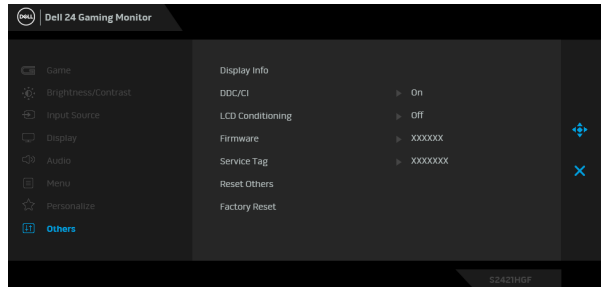 DELL Dell 24 Gaming Monitor
Game
Brightness/Contrast
Input Source
Display
Audio
Menu
Personalize
Others
Display Info
DDC/CI On
LCD Conditioning Off
Firmware XXXXXX
Service Tag XXXXXXX
Reset Others
Factory Reset
S2421HGF